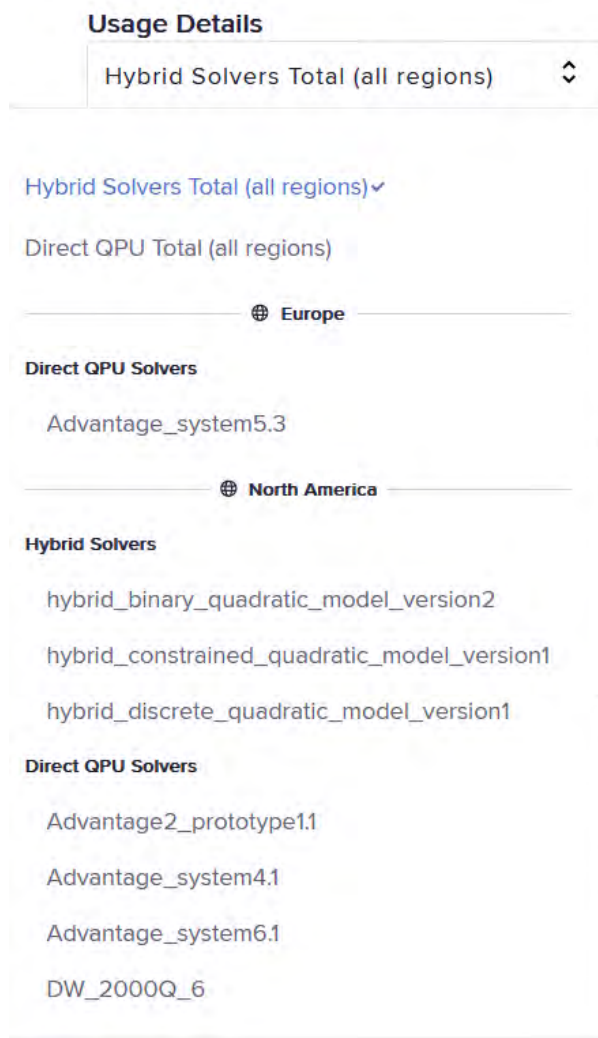 Usage Details
Hybrid Solvers Total (all regions)
Hybrid Solvers Total (all regions)
Direct QPU Total (all regions)
Europe
Direct QPU Solvers
Advantage_system5.3
North America
Hybrid Solvers
hybrid_binary_quadratic_model_version2
hybrid_constrained_quadratic_model_version1
hybrid_discrete_quadratic_model_version1
Direct QPU Solvers
Advantage2_prototype1.1
Advantage_system4.1
Advantage_system6.1
DW_2000Q_6